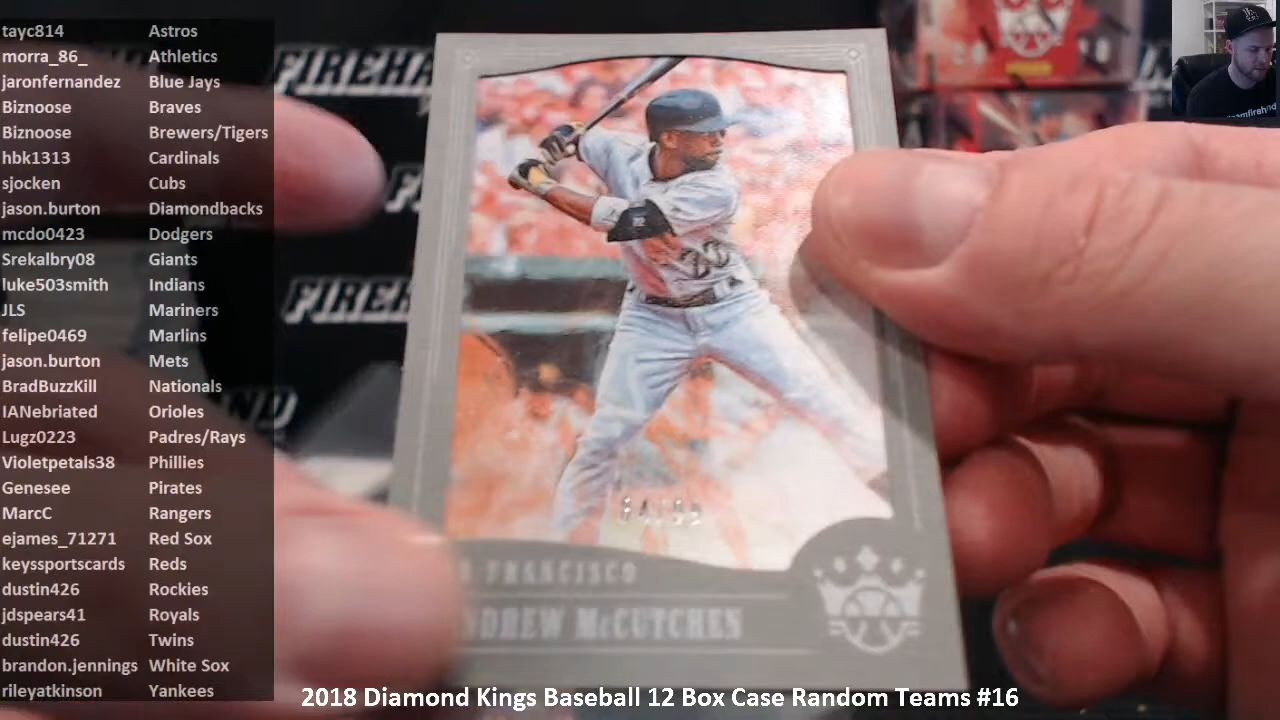 tayc814 Astros
morra_86_ Athletics
jaronfernandez Blue Jays
Biznoose Braves
Biznoose Brewers/Tigers
hbk1313 Cardinals
sjocken Cubs
jason.burton Diamondbacks
mcdo0423 Dodgers
Srekalbry08 Giants
luke503smith Indians
JLS Mariners
felipe0469 Marlins
jason.burton Mets
BradBuzzKill Nationals
IANebriated Orioles
Lugz0223 Padres/Rays
Violetpetals38 Phillies
Genesee Pirates
MarcC Rangers
ejames_71271 Red Sox
keyssportscards Reds
dustin426 Rockies
jdspears41 Royals
dustin426 Twins
brandon.jennings White Sox
rileyatkinson Yankees
FRANCISCO
NDREW McCUTCHEN
2018 Diamond Kings Baseball 12 Box Case Random Teams #16